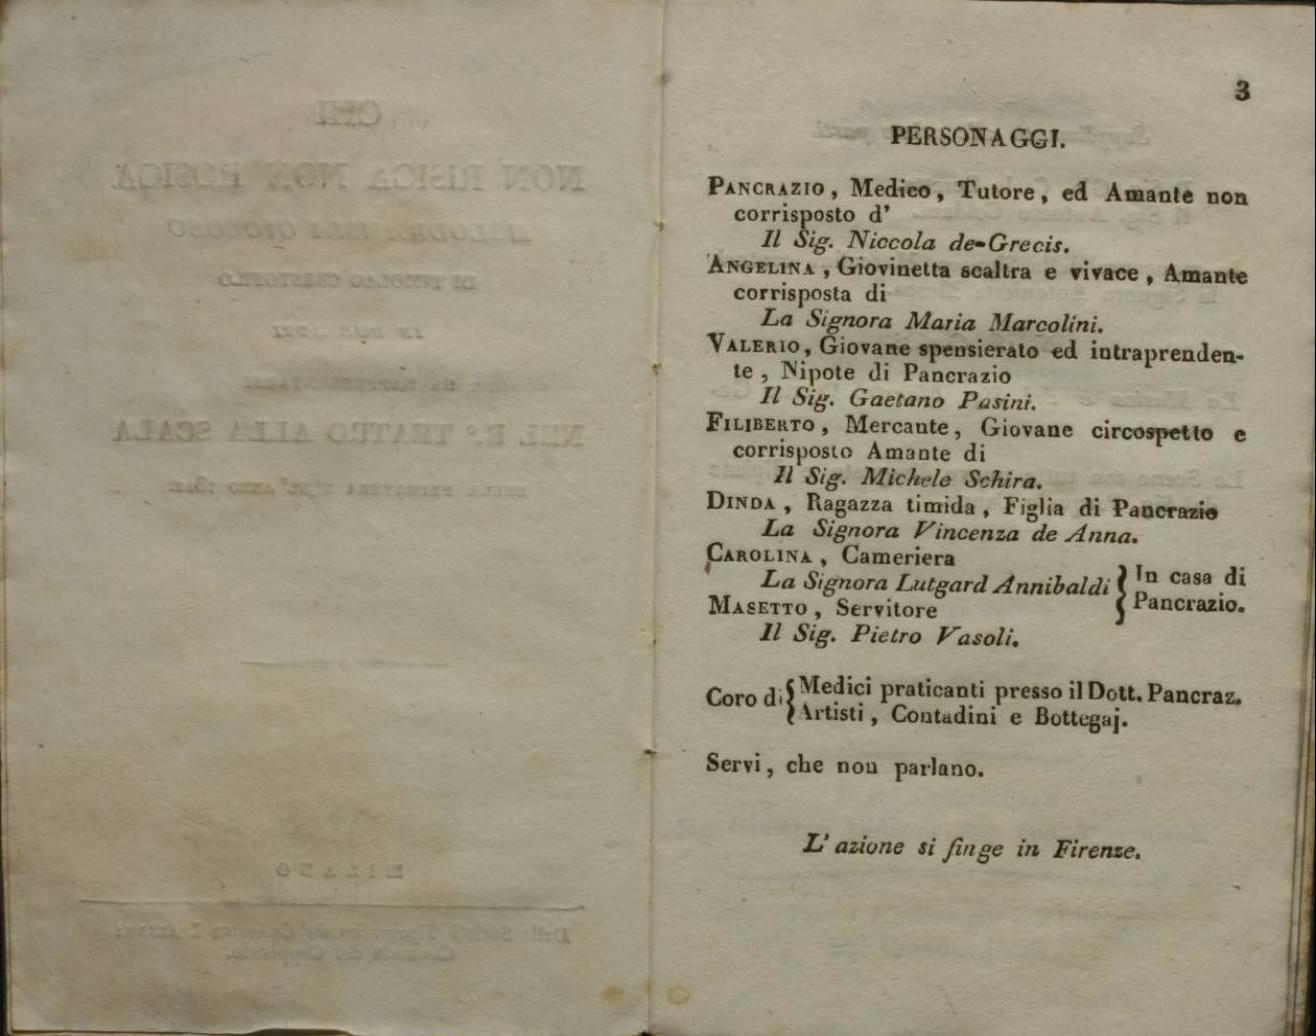 3
PERSONAGGI.
PANCRAZIO, Medico, Tutore, ed Amante non
corrisposto d'
Il Sig. Niccola de-Grecis.
ANGELINA, Giovinetta scaltra e vivace, Amante
corrisposta di
La Signora Maria Marcolini.
VALERIO, Giovane spensierato ed intraprenden-
te, Nipote di Pancrazio
Il Sig. Gaetano Pasini.
FILIBERTO, Mercante, Giovane circospetto e
corrisposto Amante di
Il Sig. Michele Schira.
DINDA, Ragazza timida, Figlia di Pancrazio
La Signora Vincenza de Anna.
CAROLINA, Cameriera
La Signora Lutgard Annibaldi
MASETTO, Servitore
Il Sig. Pietro Vasoli.
In casa di
Pancrazio.
Coro di
Medici praticanti presso il Dott. Pancraz.
Artisti, Contadini e Bottegaj.
Servi, che non parlano.
L'azione si finge in Firenze.